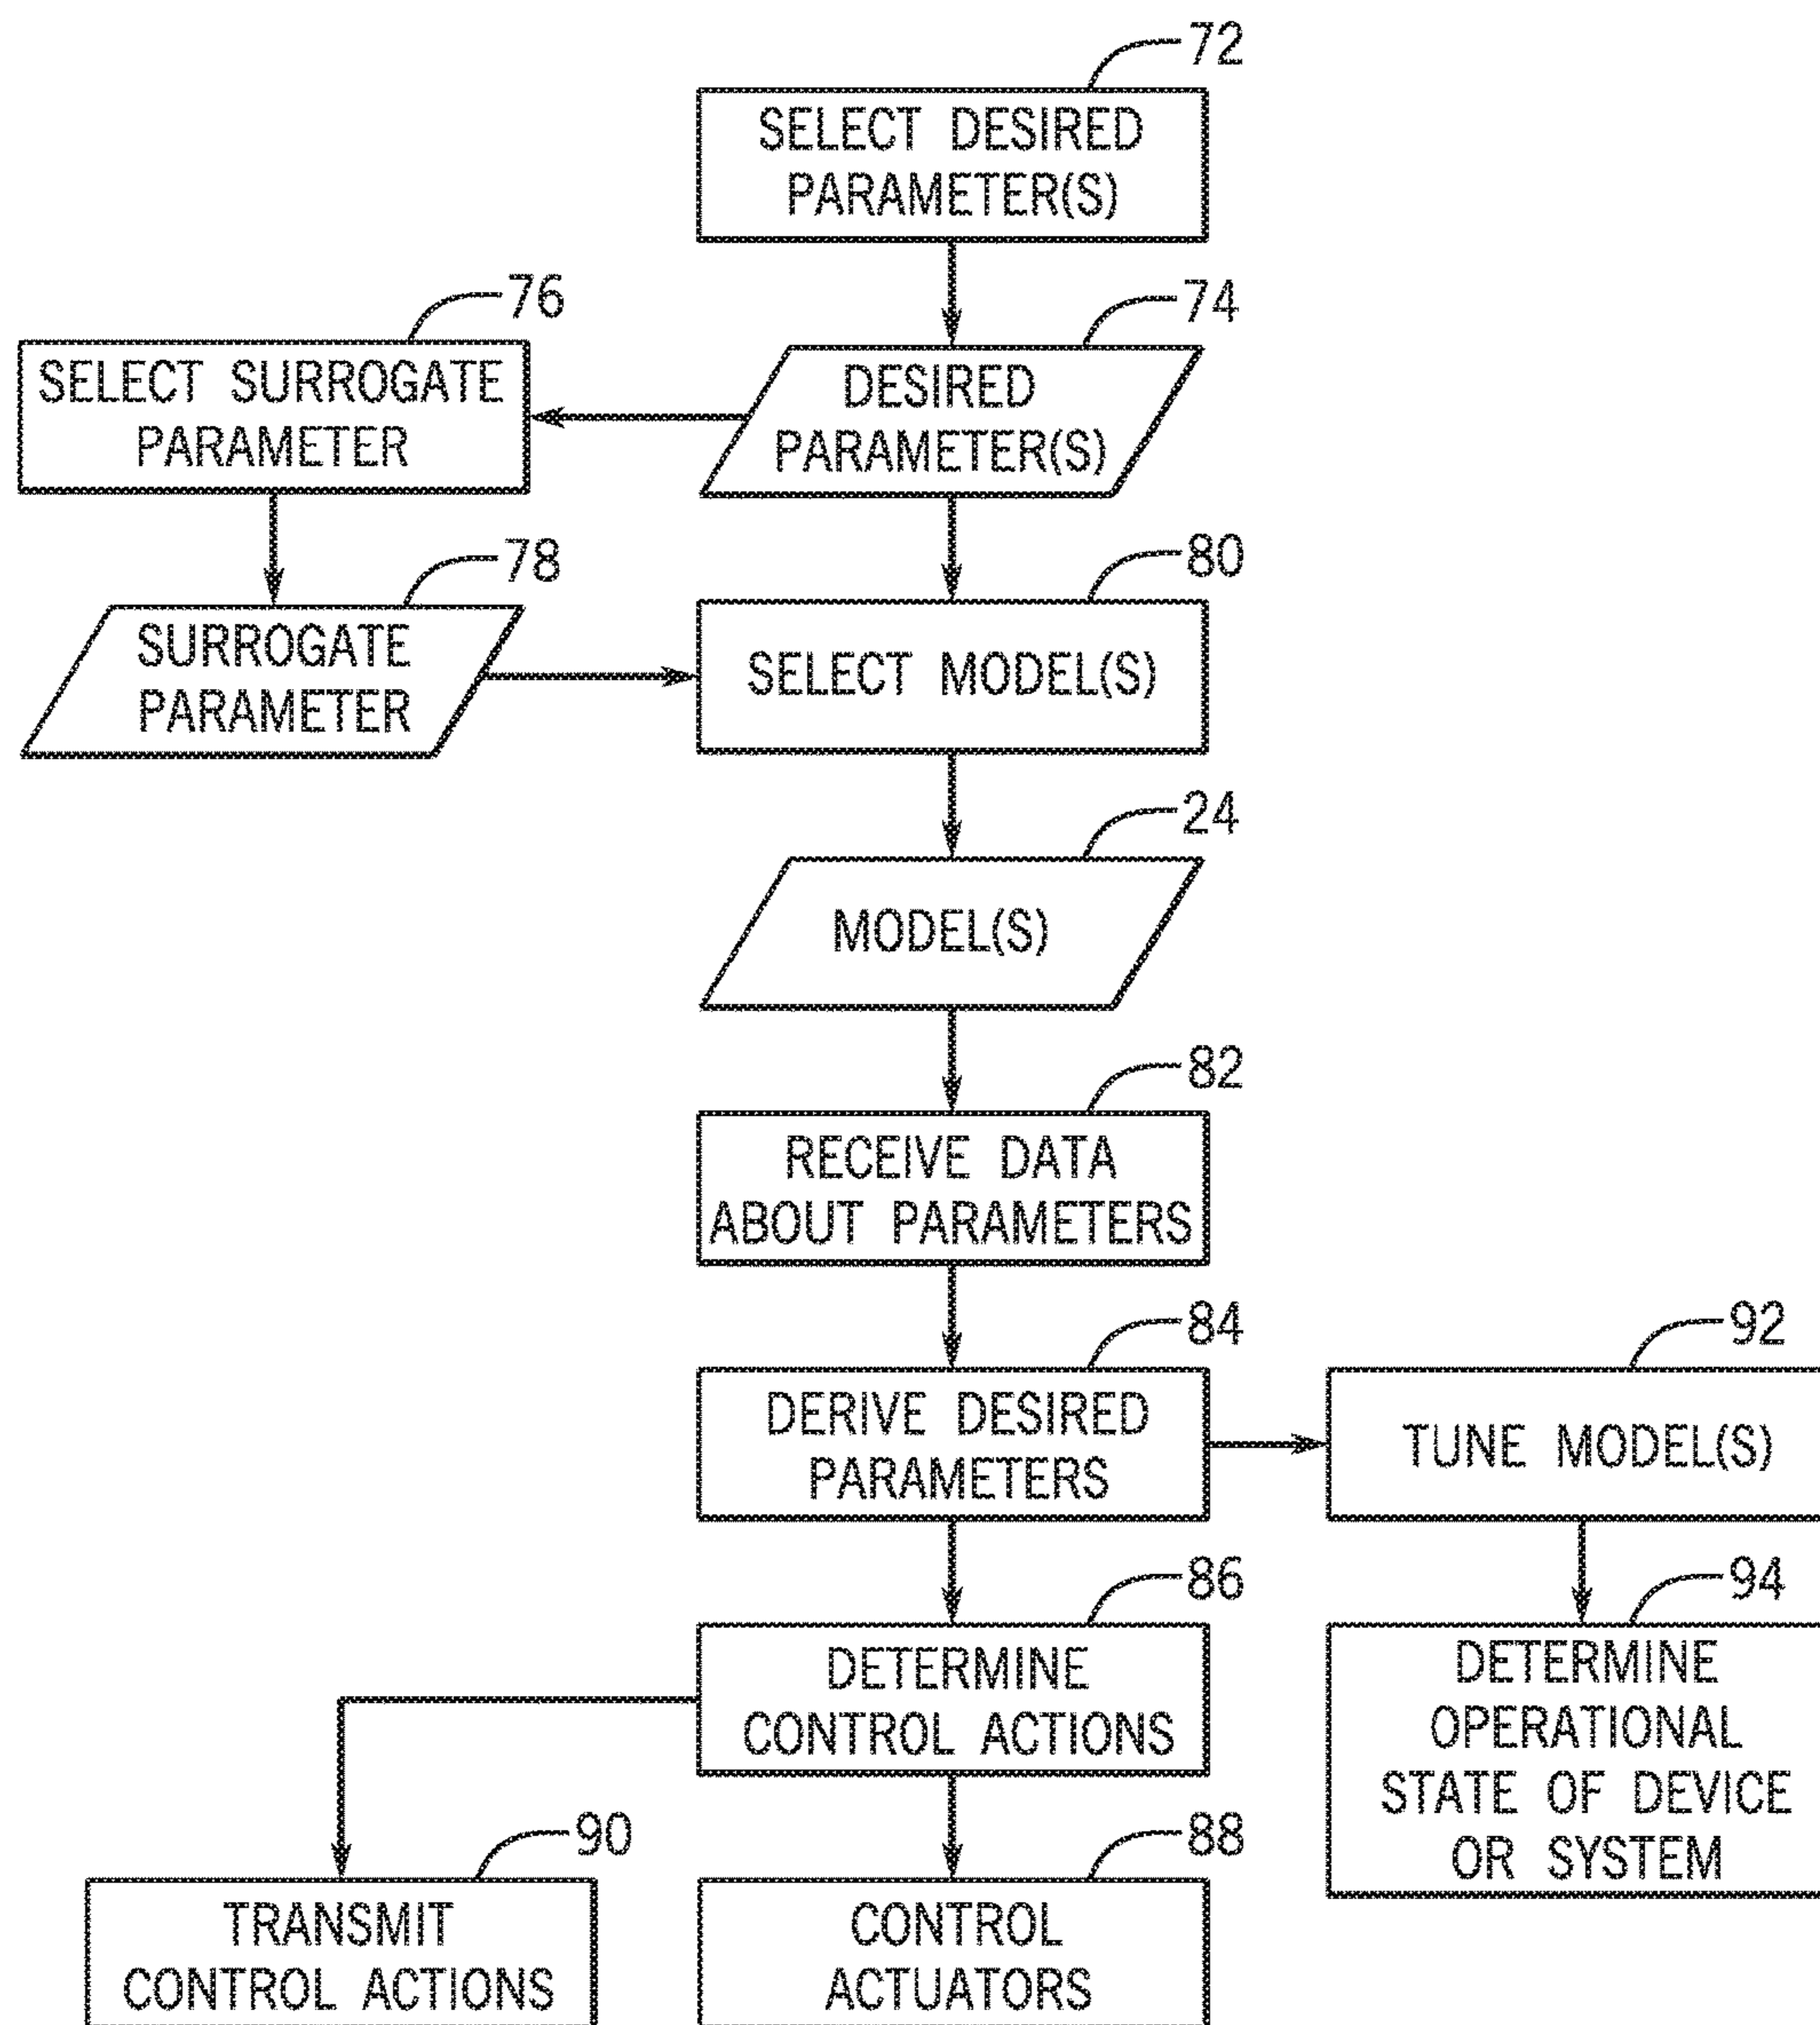 72
SELECT DESIRED
PARAMETER(S)
76
74
SELECT SURROGATE
PARAMETER
DESIRED
PARAMETER(S)
78
80
SURROGATE
PARAMETER
SELECT MODEL(S)
24
MODEL(S)
82
RECEIVE DATA
ABOUT PARAMETERS
84
92
DERIVE DESIRED
PARAMETERS
TUNE MODEL(S)
86
94
DETERMINE
CONTROL ACTIONS
DETERMINE
OPERATIONAL
STATE OF DEVICE
OR SYSTEM
90
88
TRANSMIT
CONTROL ACTIONS
CONTROL
ACTUATORS